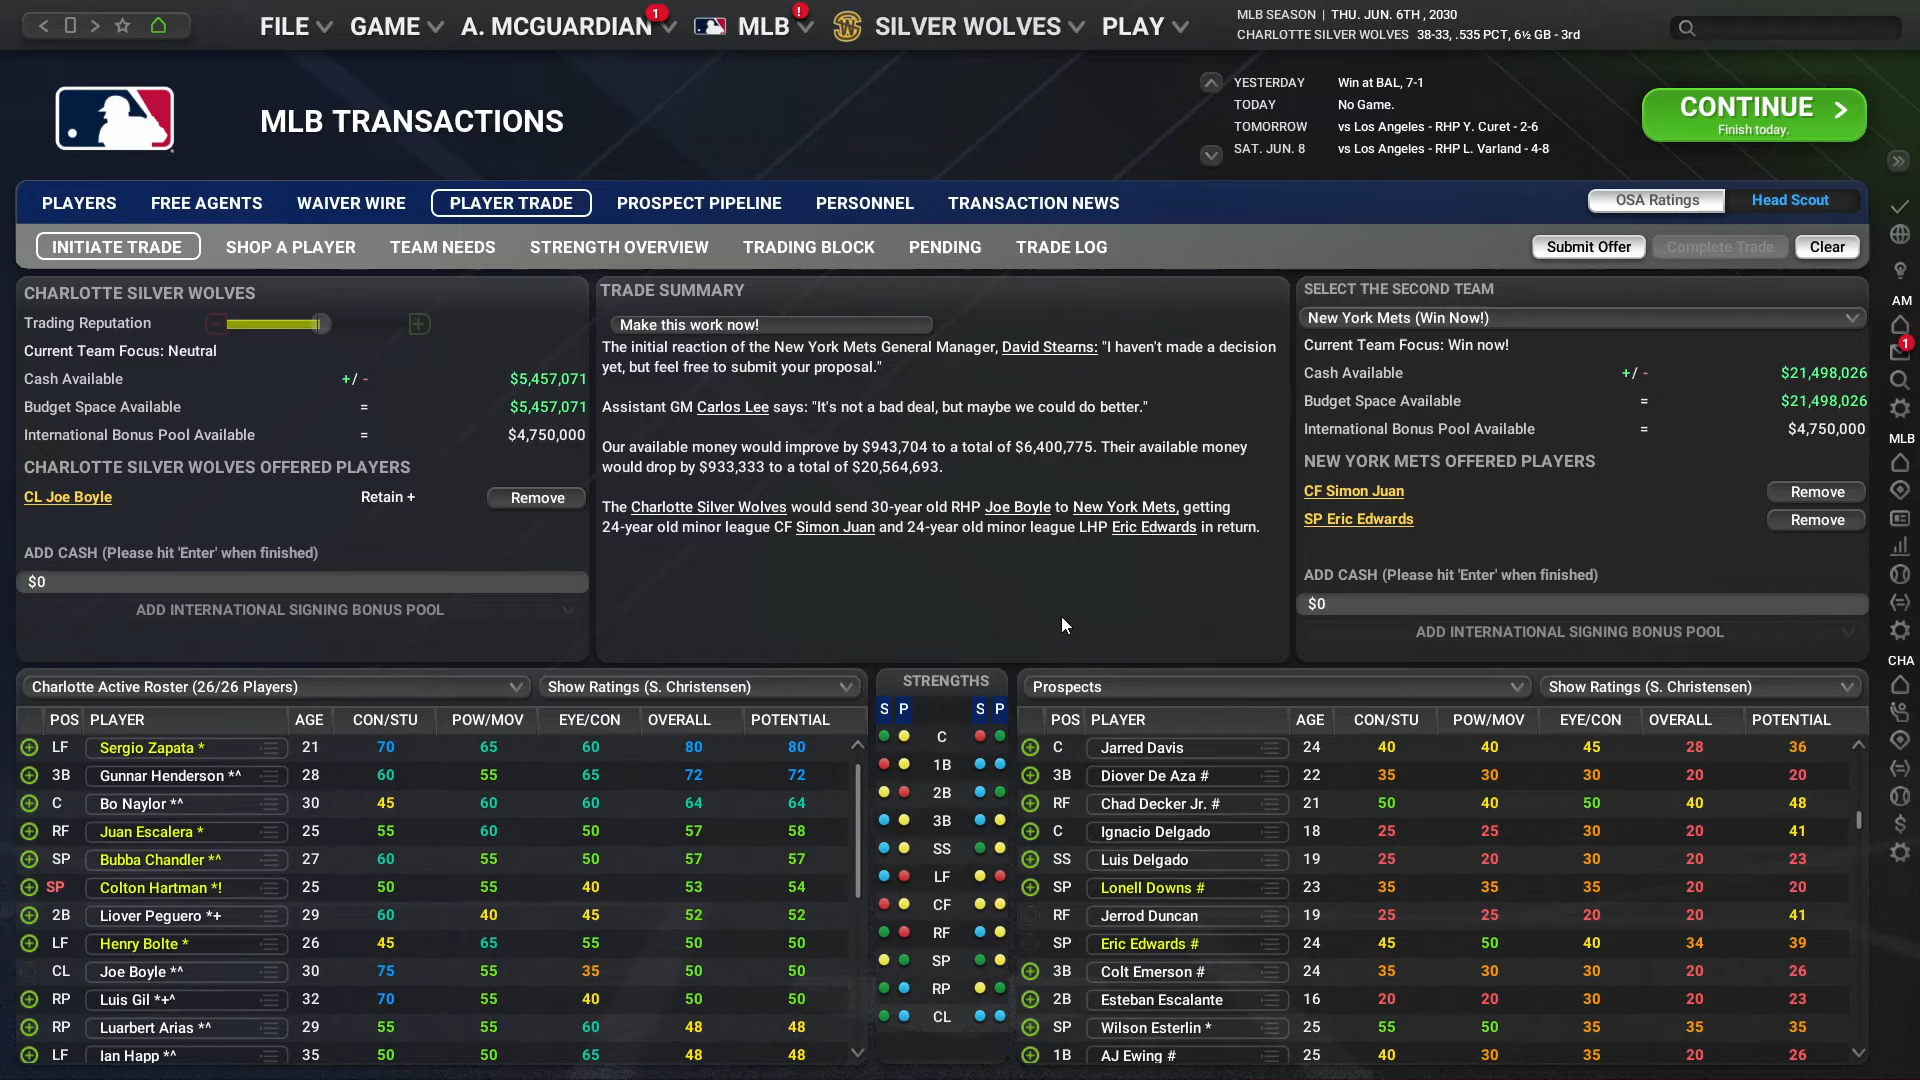 FILE GAME A. MCGUARDIAN 1 MLB ! SILVER WOLVES PLAY
MLB SEASON | THU. JUN. 6TH , 2030
CHARLOTTE SILVER WOLVES 38-33, .535 PCT, 6½ GB - 3rd
MLB TRANSACTIONS
YESTERDAY Win at BAL, 7-1
TODAY No Game.
TOMORROW vs Los Angeles - RHP Y. Curet - 2-6
SAT. JUN. 8 vs Los Angeles - RHP L. Varland - 4-8
CONTINUE
Finish today.
PLAYERS FREE AGENTS WAIVER WIRE PLAYER TRADE PROSPECT PIPELINE PERSONNEL TRANSACTION NEWS OSA Ratings Head Scout
INITIATE TRADE SHOP A PLAYER TEAM NEEDS STRENGTH OVERVIEW TRADING BLOCK PENDING TRADE LOG Submit Offer Complete Trade Clear
CHARLOTTE SILVER WOLVES
Trading Reputation
Current Team Focus: Neutral
Cash Available +/ - $5,457,071
Budget Space Available = $5,457,071
International Bonus Pool Available = $4,750,000
CHARLOTTE SILVER WOLVES OFFERED PLAYERS
CL Joe Boyle Retain + Remove
ADD CASH (Please hit 'Enter' when finished)
$0
ADD INTERNATIONAL SIGNING BONUS POOL
TRADE SUMMARY
Make this work now!
The initial reaction of the New York Mets General Manager, David Stearns: "I haven't made a decision
yet, but feel free to submit your proposal."
Assistant GM Carlos Lee says: "It's not a bad deal, but maybe we could do better."
Our available money would improve by $943,704 to a total of $6,400,775. Their available money
would drop by $933,333 to a total of $20,564,693.
The Charlotte Silver Wolves would send 30-year old RHP Joe Boyle to New York Mets, getting
24-year old minor league CF Simon Juan and 24-year old minor league LHP Eric Edwards in return.
SELECT THE SECOND TEAM
New York Mets (Win Now!)
Current Team Focus: Win now!
Cash Available +/ - $21,498,026
Budget Space Available = $21,498,026
International Bonus Pool Available = $4,750,000
NEW YORK METS OFFERED PLAYERS
CF Simon Juan Remove
SP Eric Edwards Remove
ADD CASH (Please hit 'Enter' when finished)
$0
ADD INTERNATIONAL SIGNING BONUS POOL
AM
1
MLB
CHA
Charlotte Active Roster (26/26 Players) Show Ratings (S. Christensen)
POS PLAYER AGE CON/STU POW/MOV EYE/CON OVERALL POTENTIAL
LF Sergio Zapata * 21 70 65 60 80 80
3B Gunnar Henderson *^ 28 60 55 65 72 72
C Bo Naylor *^ 30 45 60 60 64 64
RF Juan Escalera * 25 55 60 50 57 58
SP Bubba Chandler *^ 27 60 55 50 57 57
SP Colton Hartman *! 25 50 55 40 53 54
2B Liover Peguero *+ 29 60 40 45 52 52
LF Henry Bolte * 26 45 65 55 50 50
CL Joe Boyle *^ 30 75 55 35 50 50
RP Luis Gil *+^ 32 70 55 40 50 50
RP Luarbert Arias *^ 29 55 55 60 48 48
LF Ian Happ *^ 35 50 50 65 48 48
STRENGTHS
S P S P
C
1B
2B
3B
SS
LF
CF
RF
SP
RP
CL
Prospects Show Ratings (S. Christensen)
POS PLAYER AGE CON/STU POW/MOV EYE/CON OVERALL POTENTIAL
C Jarred Davis 24 40 40 45 28 36
3B Diover De Aza # 22 35 30 30 20 20
RF Chad Decker Jr. # 21 50 40 50 40 48
C Ignacio Delgado 18 25 25 30 20 41
SS Luis Delgado 19 25 20 30 20 23
SP Lonell Downs # 23 35 35 35 20 20
RF Jerrod Duncan 19 25 25 20 20 41
SP Eric Edwards # 24 45 50 40 34 39
3B Colt Emerson # 24 35 30 30 20 26
2B Esteban Escalante 16 20 20 30 20 23
SP Wilson Esterlin * 25 55 50 35 35 35
1B AJ Ewing # 25 40 30 35 20 26